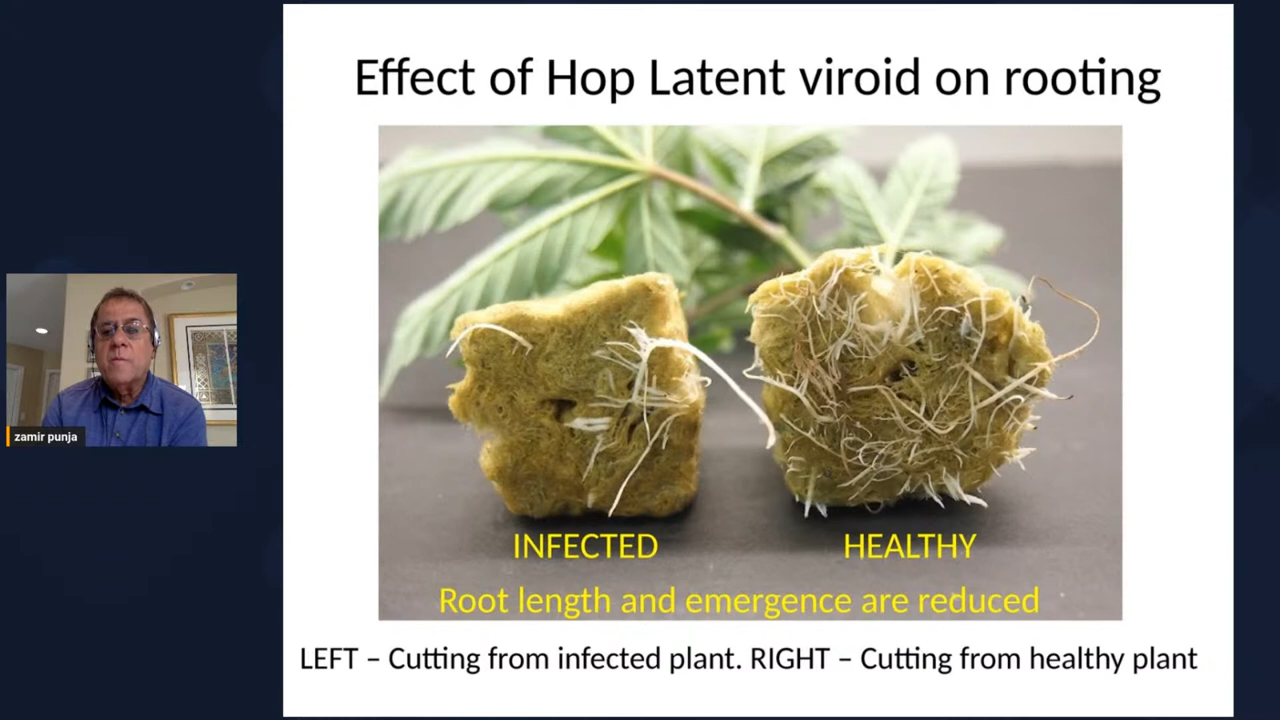 Effect of Hop Latent viroid on rooting
INFECTED
HEALTHY
Root length and emergence are reduced
LEFT – Cutting from infected plant. RIGHT – Cutting from healthy plant
zamir punja